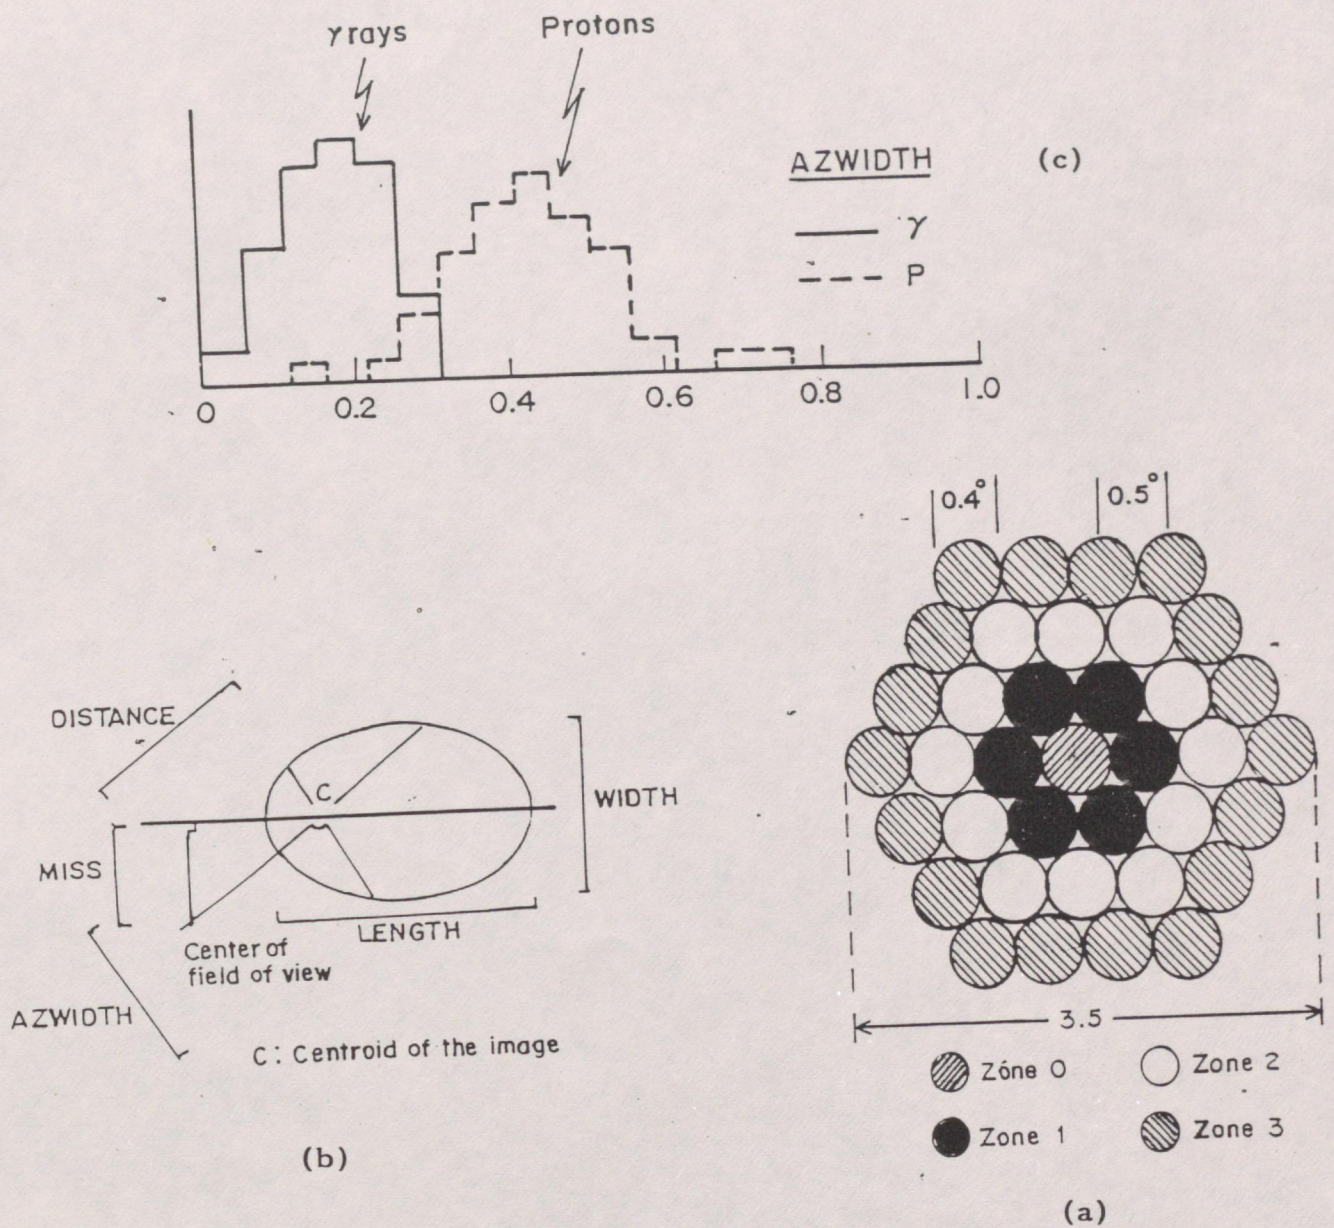 γ rays
Protons
AZWIDTH
(c)
γ
P
0
0.2
0.4
0.6
0.8
1.0
0.4°
0.5°
DISTANCE
C
WIDTH
MISS
LENGTH
Center of
field of view
AZWIDTH
C: Centroid of the image
(b)
3.5
Zone 0
Zone 2
Zone 1
Zone 3
(a)